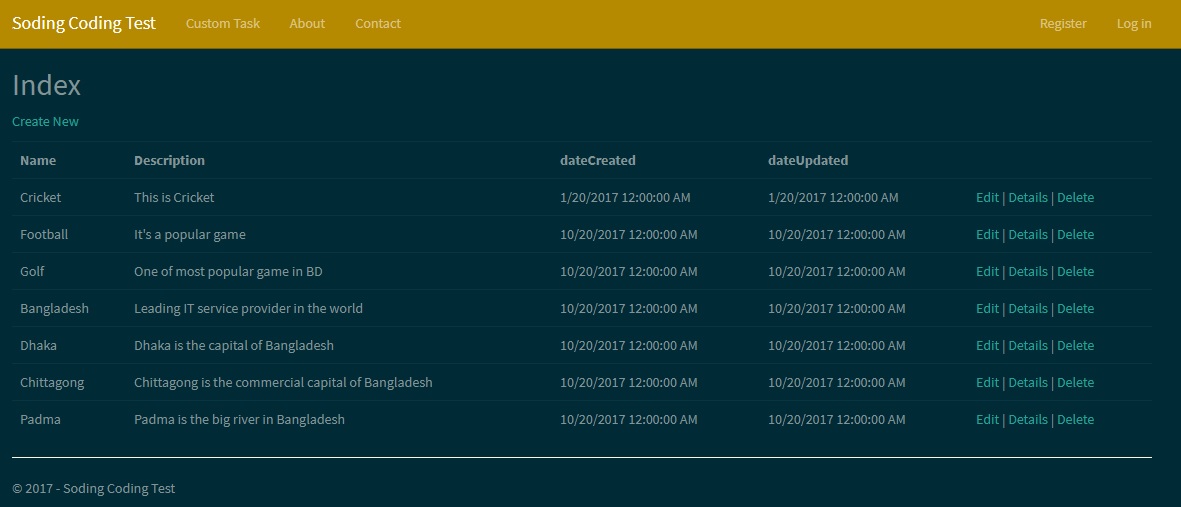 Soding Coding Test Custom Task About Contact Register Log in
Index
Create New
Name Description dateCreated dateUpdated
Cricket This is Cricket 1/20/2017 12:00:00 AM 1/20/2017 12:00:00 AM Edit | Details | Delete
Football It's a popular game 10/20/2017 12:00:00 AM 10/20/2017 12:00:00 AM Edit | Details | Delete
Golf One of most popular game in BD 10/20/2017 12:00:00 AM 10/20/2017 12:00:00 AM Edit | Details | Delete
Bangladesh Leading IT service provider in the world 10/20/2017 12:00:00 AM 10/20/2017 12:00:00 AM Edit | Details | Delete
Dhaka Dhaka is the capital of Bangladesh 10/20/2017 12:00:00 AM 10/20/2017 12:00:00 AM Edit | Details | Delete
Chittagong Chittagong is the commercial capital of Bangladesh 10/20/2017 12:00:00 AM 10/20/2017 12:00:00 AM Edit | Details | Delete
Padma Padma is the big river in Bangladesh 10/20/2017 12:00:00 AM 10/20/2017 12:00:00 AM Edit | Details | Delete
© 2017 - Soding Coding Test